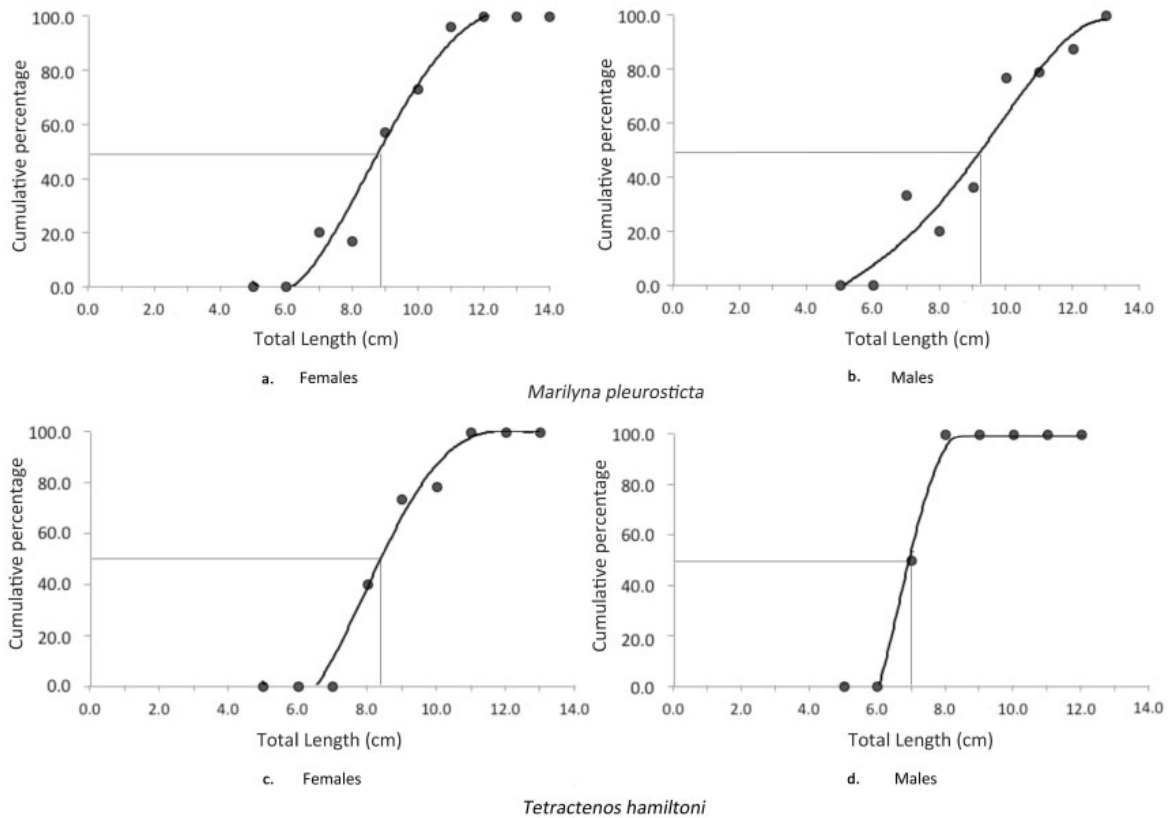 100.0
80.0
60.0
40.0
20.0
0.0
Cumulative percentage
0.0 2.0 4.0 6.0 8.0 10.0 12.0 14.0
Total Length (cm)
a. Females
100.0
80.0
60.0
40.0
20.0
0.0
Cumulative percentage
0.0 2.0 4.0 6.0 8.0 10.0 12.0 14.0
Total Length (cm)
b. Males
Marilyna pleurosticta
100.0
80.0
60.0
40.0
20.0
0.0
Cumulative percentage
0.0 2.0 4.0 6.0 8.0 10.0 12.0 14.0
Total Length (cm)
c. Females
100.0
80.0
60.0
40.0
20.0
0.0
Cumulative percentage
0.0 2.0 4.0 6.0 8.0 10.0 12.0 14.0
Total Length (cm)
d. Males
Tetractenos hamiltoni